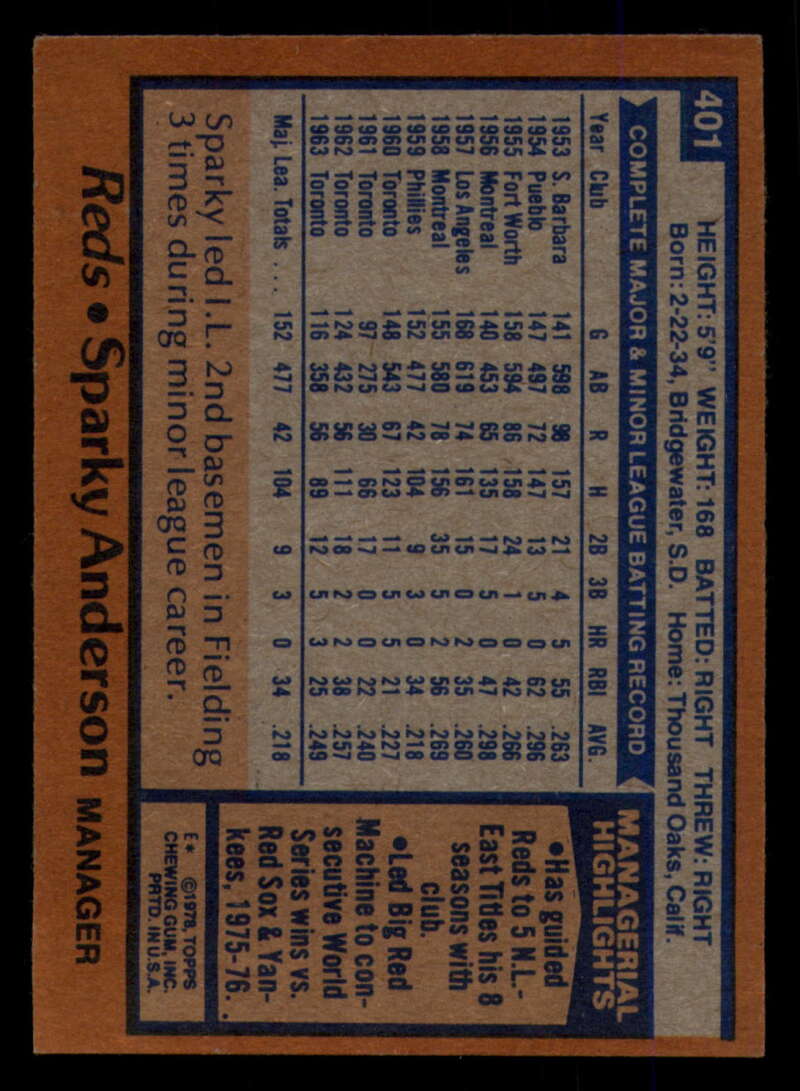 401
HEIGHT: 5'9" WEIGHT: 168 BATTED: RIGHT THREW: RIGHT
Born: 2-22-34, Bridgewater, S.D. Home: Thousand Oaks, Calif.
COMPLETE MAJOR & MINOR LEAGUE BATTING RECORD
Year Club G AB R H 2B 3B HR RBI AVG.
1953 S. Barbara 141 598 98 157 21 4 5 55 .263
1954 Pueblo 147 497 72 147 13 5 0 62 .296
1955 Fort Worth 158 594 86 158 24 1 0 42 .266
1956 Montreal 140 453 65 135 17 5 0 47 .298
1957 Los Angeles 168 619 74 161 15 0 2 35 .260
1958 Montreal 155 580 78 156 35 5 2 56 .269
1959 Phillies 152 477 42 104 9 3 0 34 .218
1960 Toronto 148 543 67 123 11 5 5 21 .227
1961 Toronto 97 275 30 66 17 0 0 22 .240
1962 Toronto 124 432 56 111 18 2 2 38 .257
1963 Toronto 116 358 56 89 12 5 3 25 .249
Maj. Lea. Totals .... 152 477 42 104 9 3 0 34 .218
Sparky led I.L. 2nd basemen in Fielding
3 times during minor league career.
MANAGERIAL
HIGHLIGHTS
•Has guided
Reds to 5 N.L.-
East Titles his 8
seasons with
club.
•Led Big Red
Machine to con-
secutive World
Series wins vs.
Red Sox & Yan-
kees, 1975-76.
E* ©1978, TOPPS
CHEWING GUM, INC.
PRTD. IN U.S.A.
Reds • Sparky Anderson MANAGER